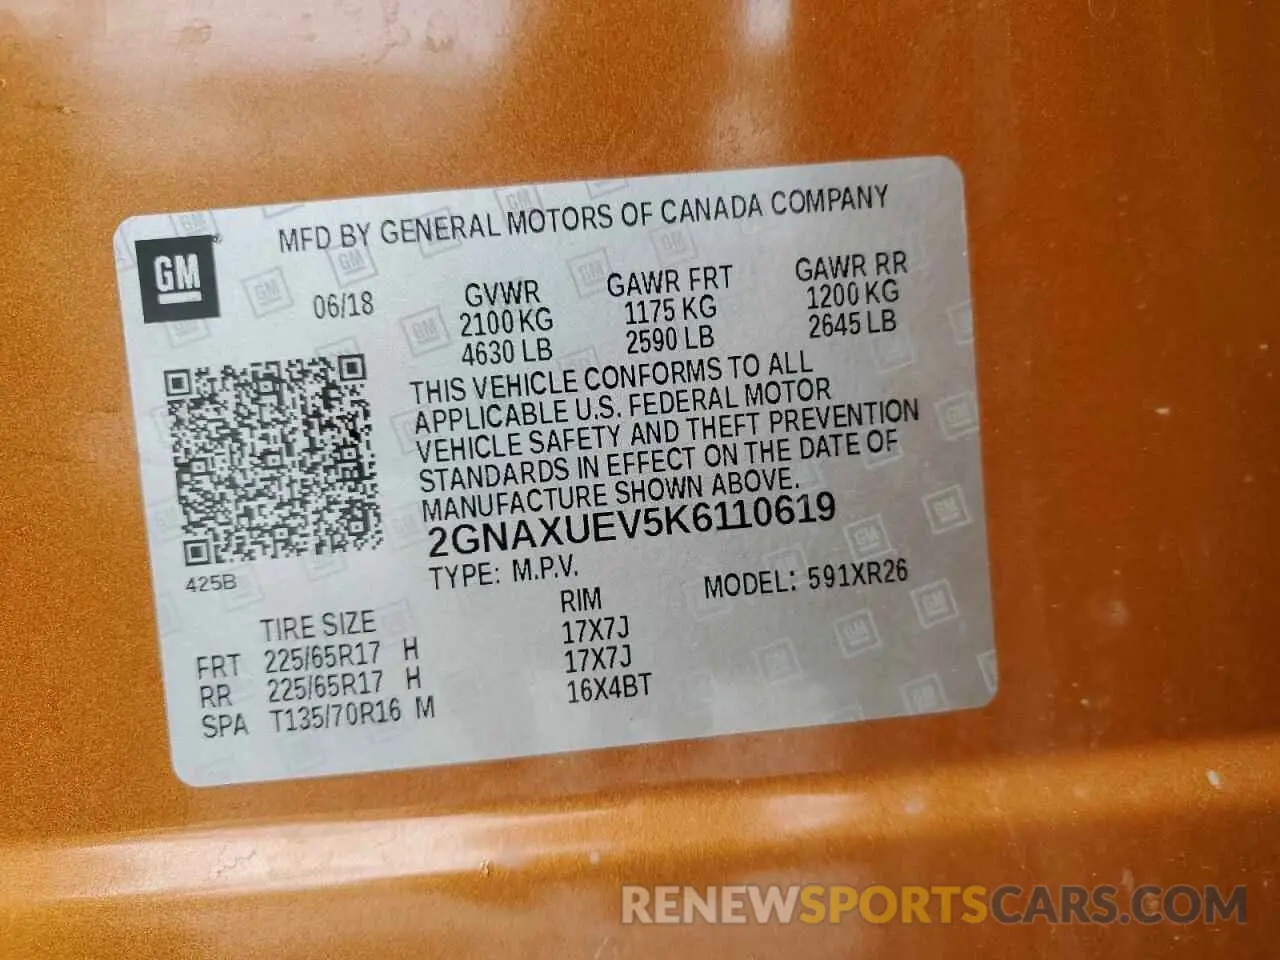 MFD BY GENERAL MOTORS OF CANADA COMPANY
GM
®
06/18
GVWR GAWR FRT GAWR RR
2100 KG 1175 KG 1200 KG
4630 LB 2590 LB 2645 LB
THIS VEHICLE CONFORMS TO ALL
APPLICABLE U.S. FEDERAL MOTOR
VEHICLE SAFETY AND THEFT PREVENTION
STANDARDS IN EFFECT ON THE DATE OF
MANUFACTURE SHOWN ABOVE.
2GNAXUEV5K6110619
425B
TYPE: M.P.V. MODEL: 591XR26
TIRE SIZE RIM
FRT 225/65R17 H 17X7J
RR 225/65R17 H 17X7J
SPA T135/70R16 M 16X4BT
RENEWSPORTSCARS.COM